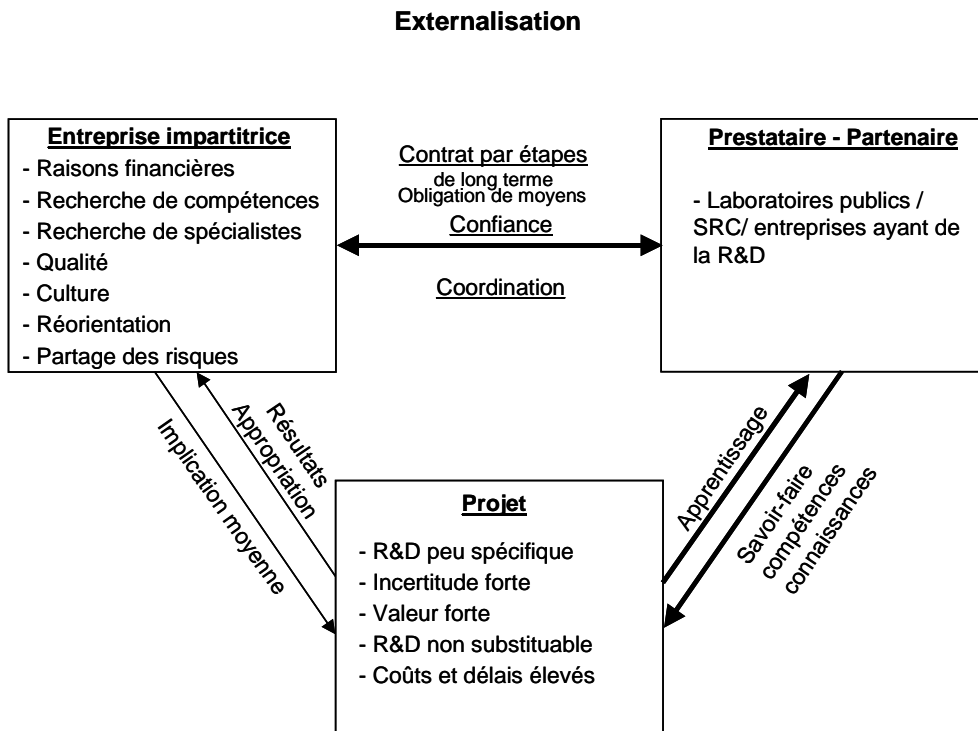 Externalisation
Entreprise impartitrice
- Raisons financières
- Recherche de compétences
- Recherche de spécialistes
- Qualité
- Culture
- Réorientation
- Partage des risques
Contrat par étapes
de long terme
Obligation de moyens
Confiance
Coordination
Prestataire - Partenaire
- Laboratoires publics /
SRC/ entreprises ayant de
la R&D
Implication moyenne
Résultats
Appropriation
Apprentissage
Savoir-faire
compétences
connaissances
Projet
- R&D peu spécifique
- Incertitude forte
- Valeur forte
- R&D non substituable
- Coûts et délais élevés